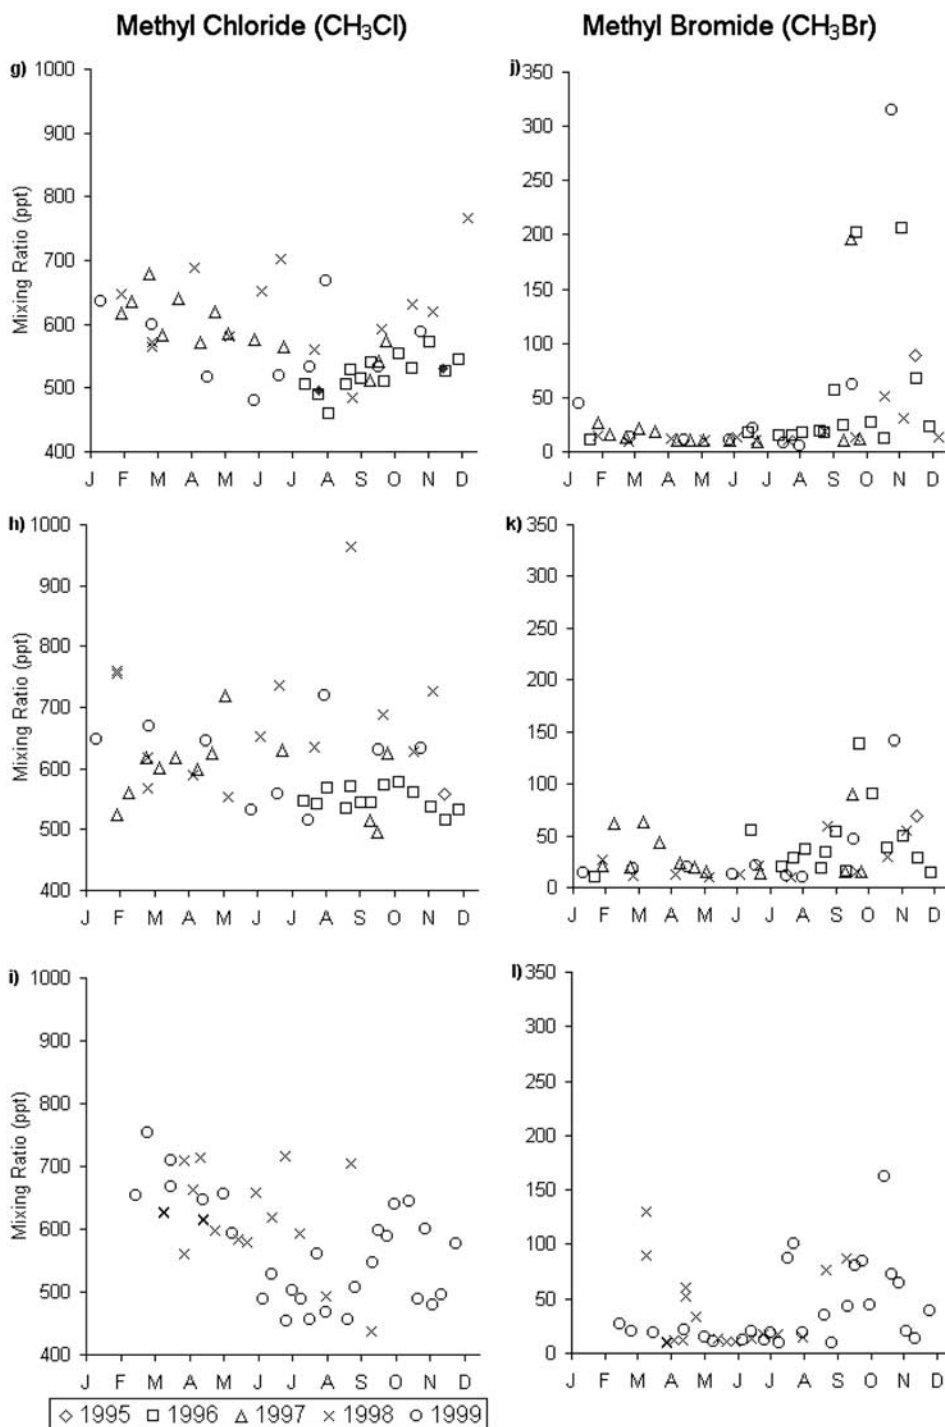 Methyl Chloride (CH₃Cl) Methyl Bromide (CH₃Br)
g) 1000
900
800
700
600
500
400
Mixing Ratio (ppt)
J F M A M J J A S O N D
j) 350
300
250
200
150
100
50
0
J F M A M J J A S O N D
h) 1000
900
800
700
600
500
400
Mixing Ratio (ppt)
J F M A M J J A S O N D
k) 350
300
250
200
150
100
50
0
J F M A M J J A S O N D
i) 1000
900
800
700
600
500
400
Mixing Ratio (ppt)
J F M A M J J A S O N D
l) 350
300
250
200
150
100
50
0
J F M A M J J A S O N D
◇ 1995 □ 1996 △ 1997 × 1998 ○ 1999